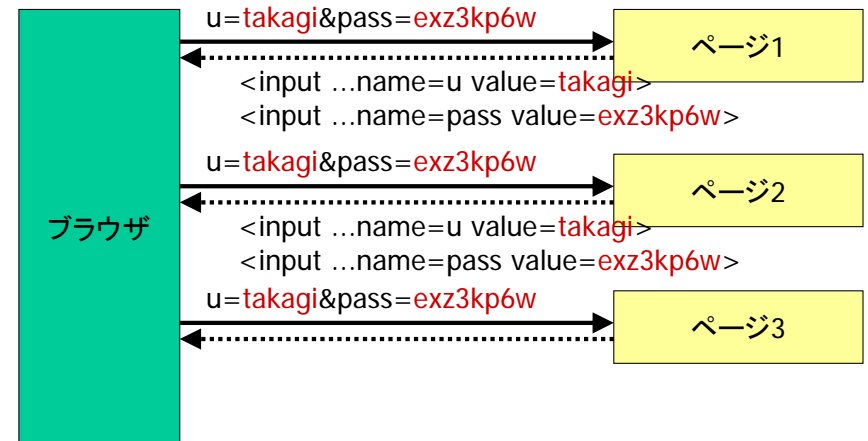 u=takagi&pass=exz3kp6w
ページ1
<input …name=u value=takagi>
<input …name=pass value=exz3kp6w>
u=takagi&pass=exz3kp6w
ページ2
ブラウザ
<input …name=u value=takagi>
<input …name=pass value=exz3kp6w>
u=takagi&pass=exz3kp6w
ページ3